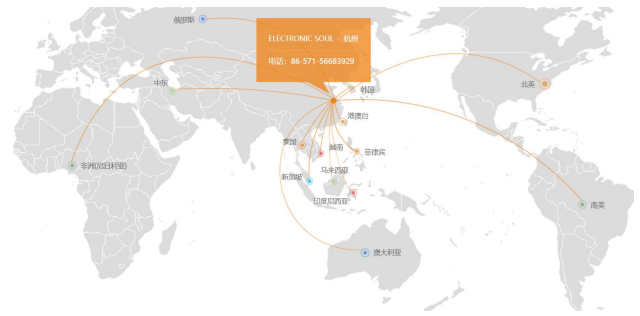 俄罗斯
ELECTRONIC SOUL - 杭州
电话：86-571-56683929
中东
韩国
北美
港澳台
泰国
越南
菲律宾
非洲(尼日利亚)
马来西亚
新加坡
印度尼西亚
南美
澳大利亚